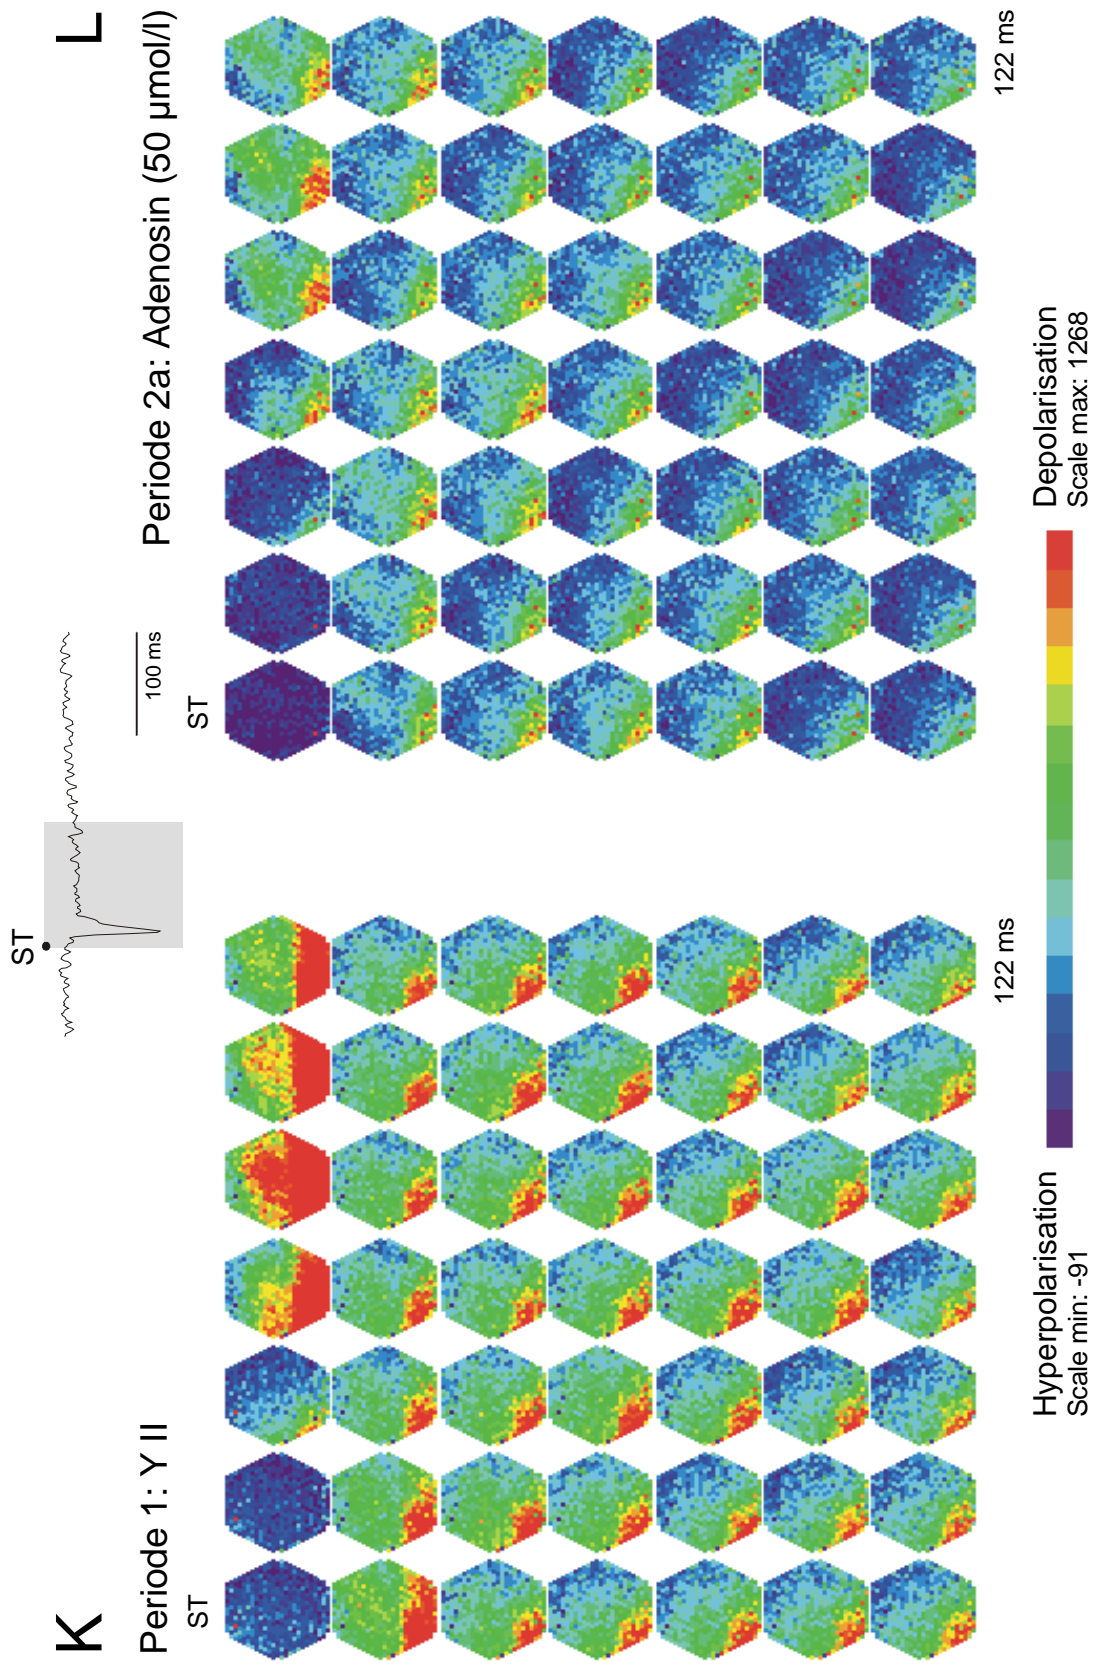 K
L
ST
100 ms
Periode 1: Y II
Periode 2a: Adenosin (50 µmol/l)
ST
ST
122 ms
122 ms
Hyperpolarisation
Scale min: -91
Depolarisation
Scale max: 1268